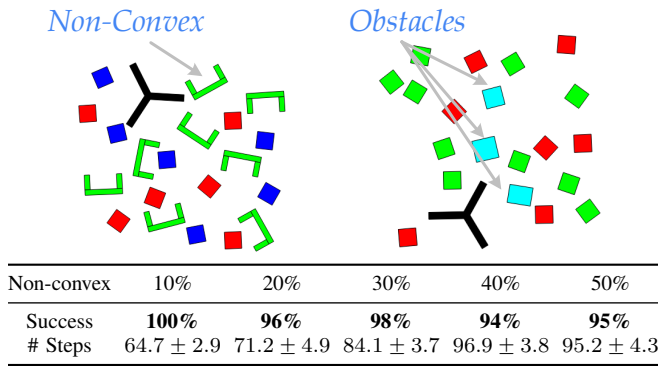 Non-Convex Obstacles
Non-convex 10% 20% 30% 40% 50%
Success 100% 96% 98% 94% 95%
# Steps 64.7 ± 2.9 71.2 ± 4.9 84.1 ± 3.7 96.9 ± 3.8 95.2 ± 4.3